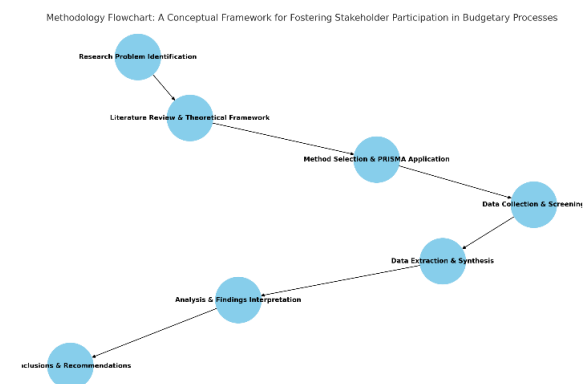 Methodology Flowchart: A Conceptual Framework for Fostering Stakeholder Participation in Budgetary Processes
Research Problem Identification
Literature Review & Theoretical Framework
Method Selection & PRISMA Application
Data Collection & Screening
Data Extraction & Synthesis
Analysis & Findings Interpretation
clusions & Recommendations